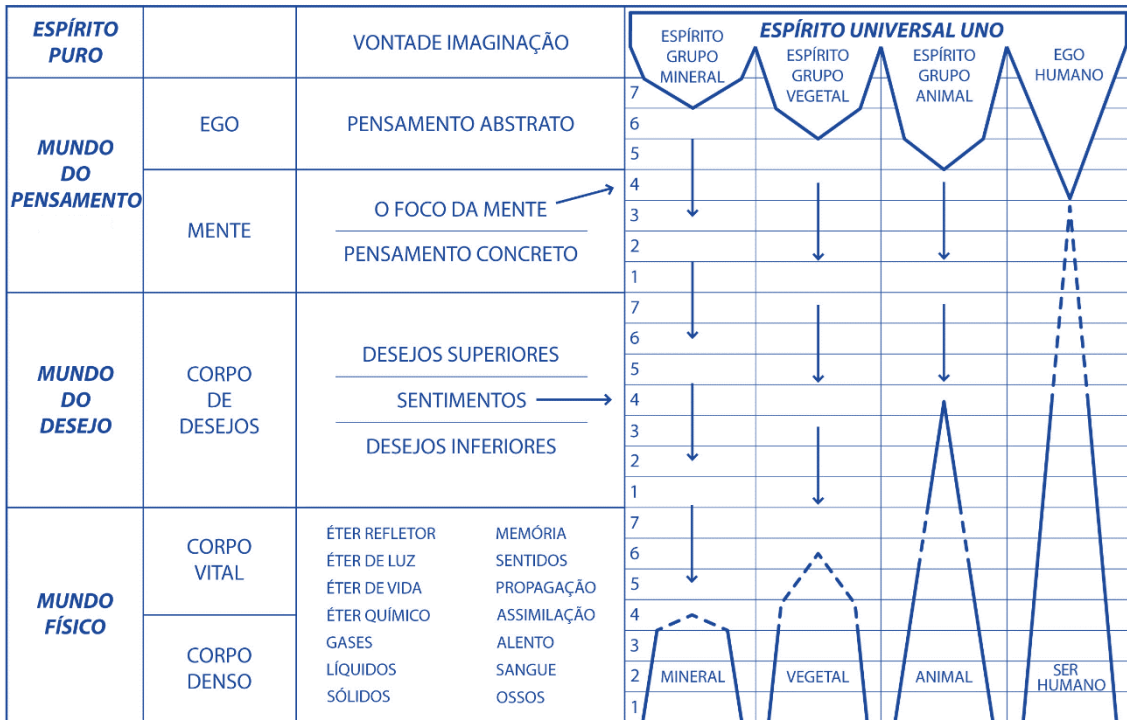 ESPÍRITO
PURO
VONTADE IMAGINAÇÃO
ESPÍRITO UNIVERSAL UNO
ESPÍRITO
GRUPO
MINERAL
ESPÍRITO
GRUPO
VEGETAL
ESPÍRITO
GRUPO
ANIMAL
EGO
HUMANO
MUNDO
DO
PENSAMENTO
EGO
PENSAMENTO ABSTRATO
MENTE
O FOCO DA MENTE
PENSAMENTO CONCRETO
7
6
5
4
3
2
1
MUNDO
DO
DESEJO
CORPO
DE
DESEJOS
DESEJOS SUPERIORES
SENTIMENTOS
DESEJOS INFERIORES
7
6
5
4
3
2
1
MUNDO
FÍSICO
CORPO
VITAL
CORPO
DENSO
ÉTER REFLETOR MEMÓRIA
ÉTER DE LUZ SENTIDOS
ÉTER DE VIDA PROPAGAÇÃO
ÉTER QUÍMICO ASSIMILAÇÃO
GASES ALENTO
LÍQUIDOS SANGUE
SÓLIDOS OSSOS
7
6
5
4
3
2
1
MINERAL
VEGETAL
ANIMAL
SER
HUMANO